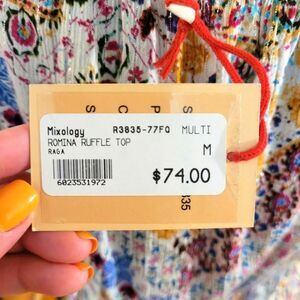 Mixology R3835-77FQ MULTI
ROMINA RUFFLE TOP
RAGA M
6023531972 $74.00